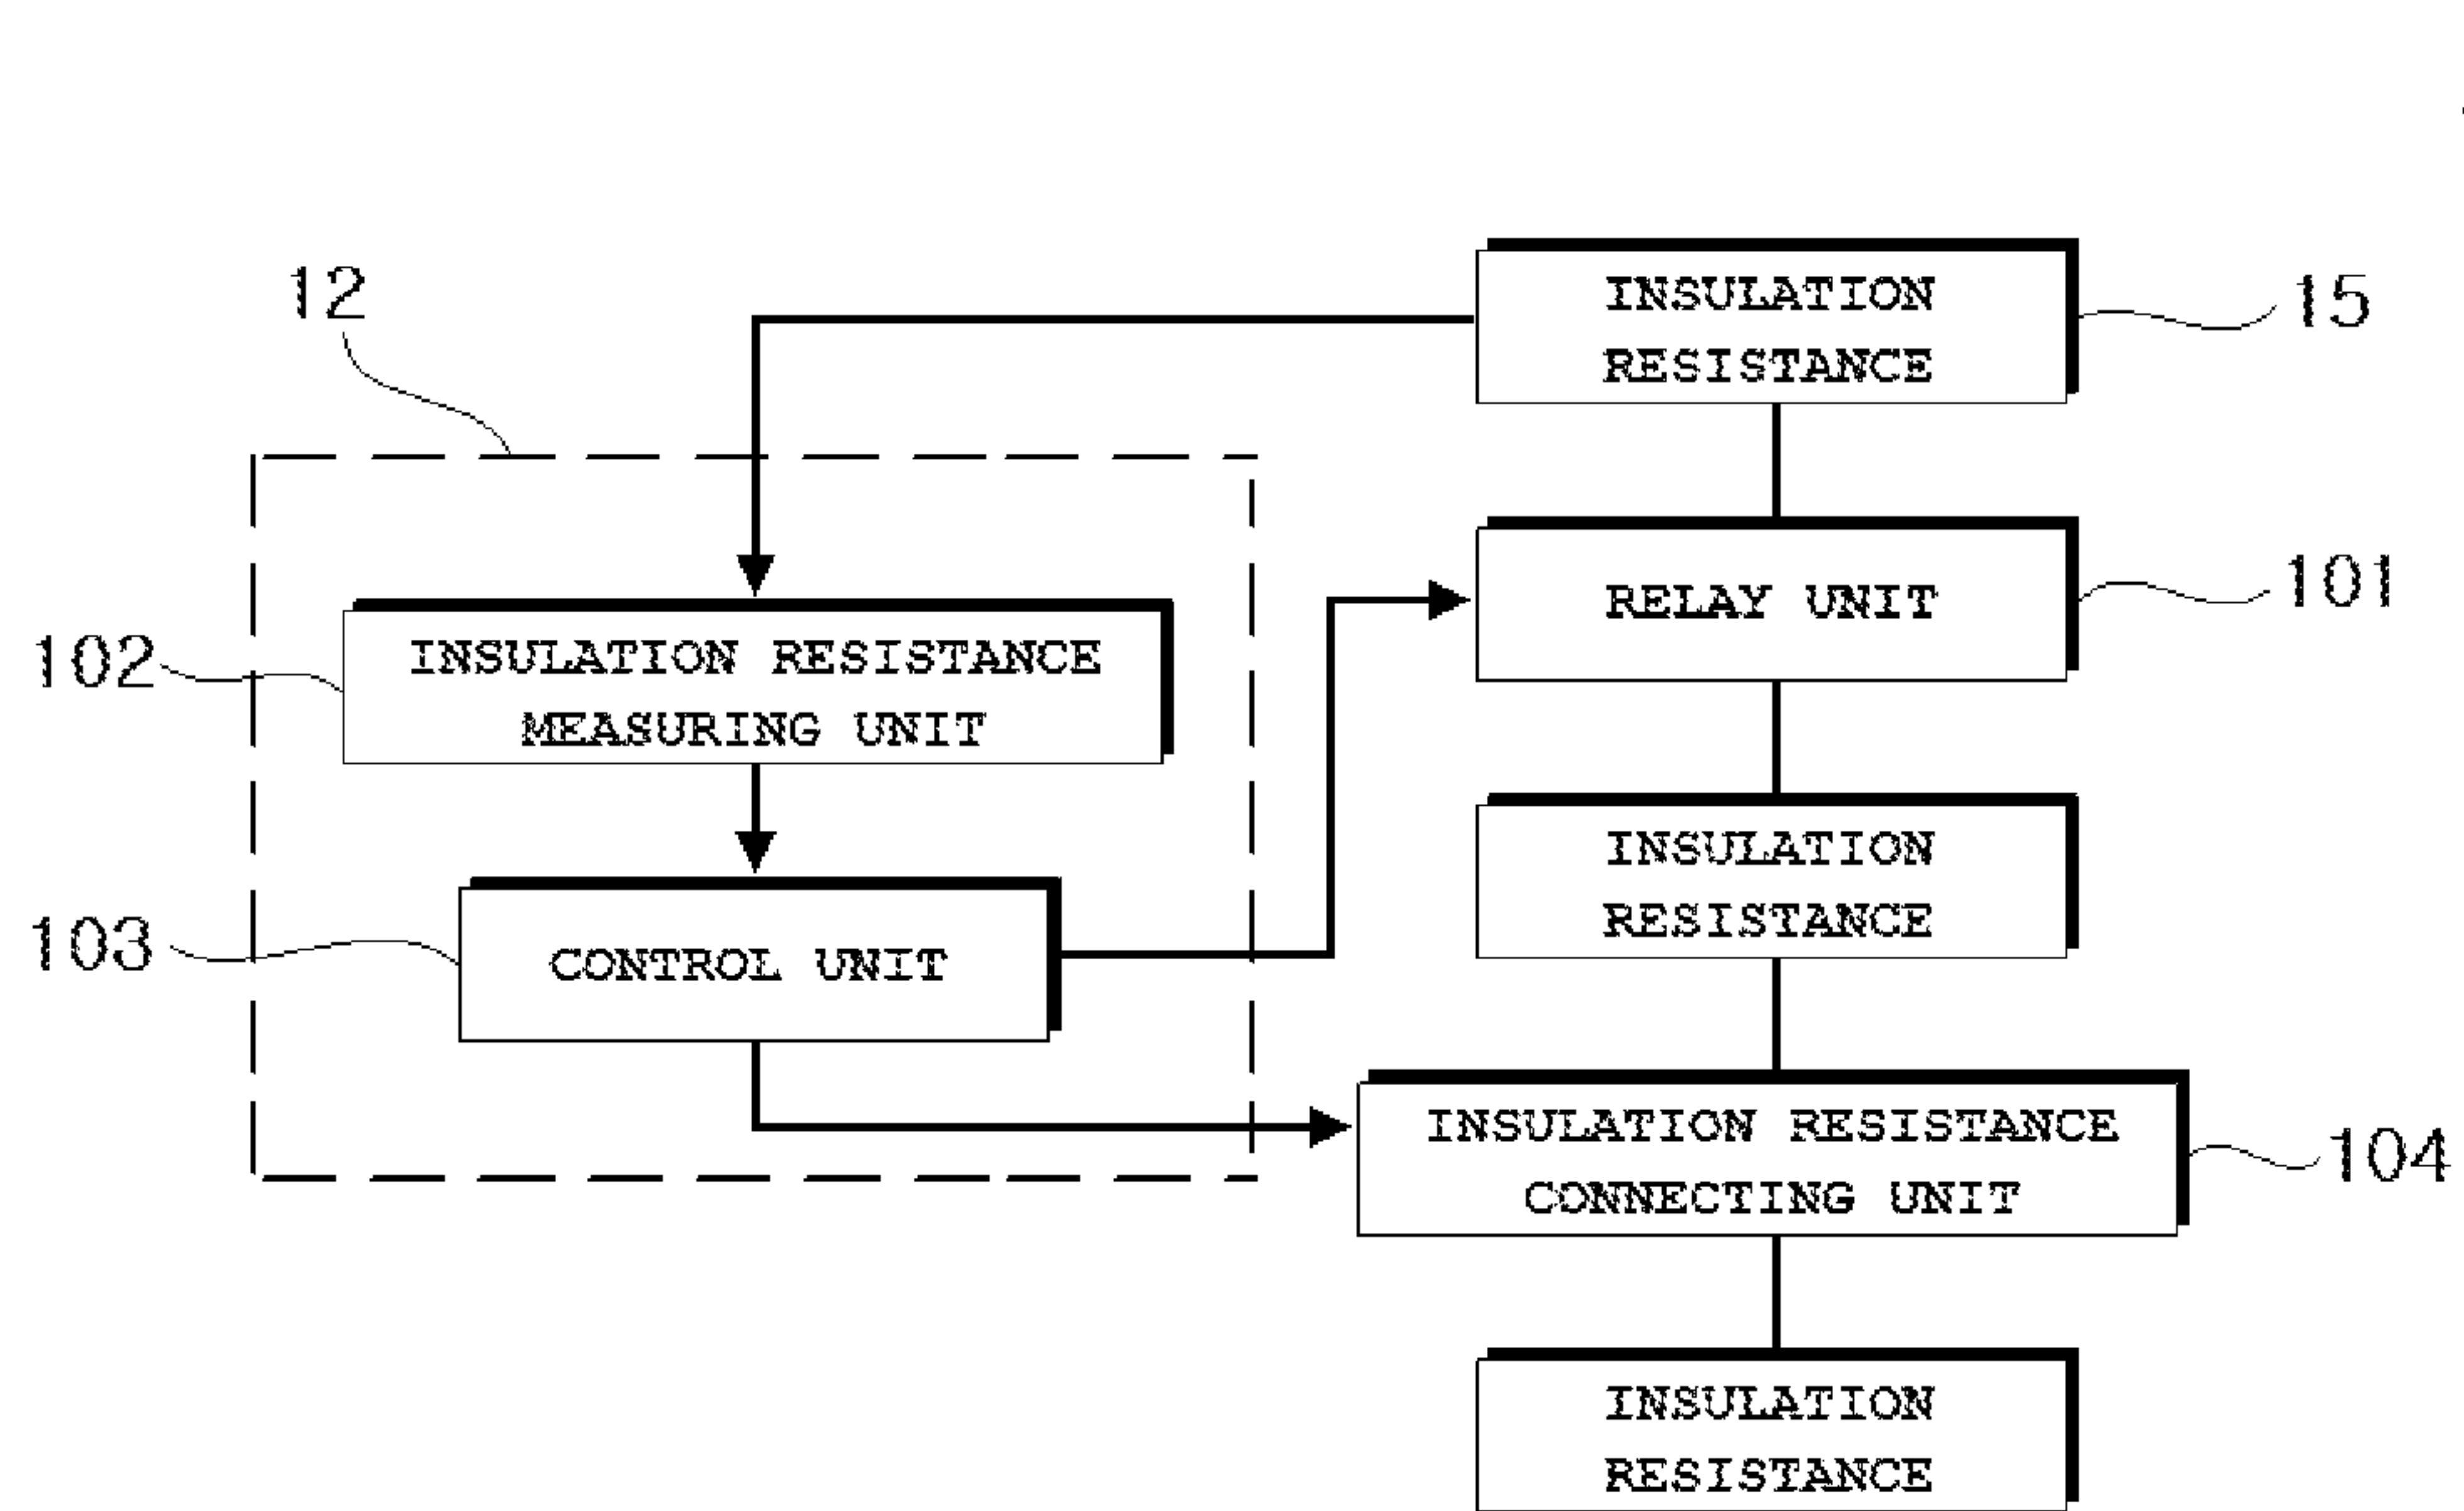 12
INSULATION
RESISTANCE
15
RELAY UNIT
101
102
INSULATION RESISTANCE
MEASURING UNIT
INSULATION
RESISTANCE
103
CONTROL UNIT
INSULATION RESISTANCE
CONNECTING UNIT
104
INSULATION
RESISTANCE